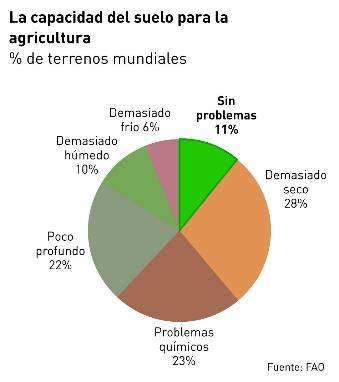 La capacidad del suelo para la
agricultura
% de terrenos mundiales
Sin
problemas
11%
Demasiado
seco
28%
Problemas
químicos
23%
Poco
profundo
22%
Demasiado
húmedo
10%
Demasiado
frío 6%
Fuente: FAO